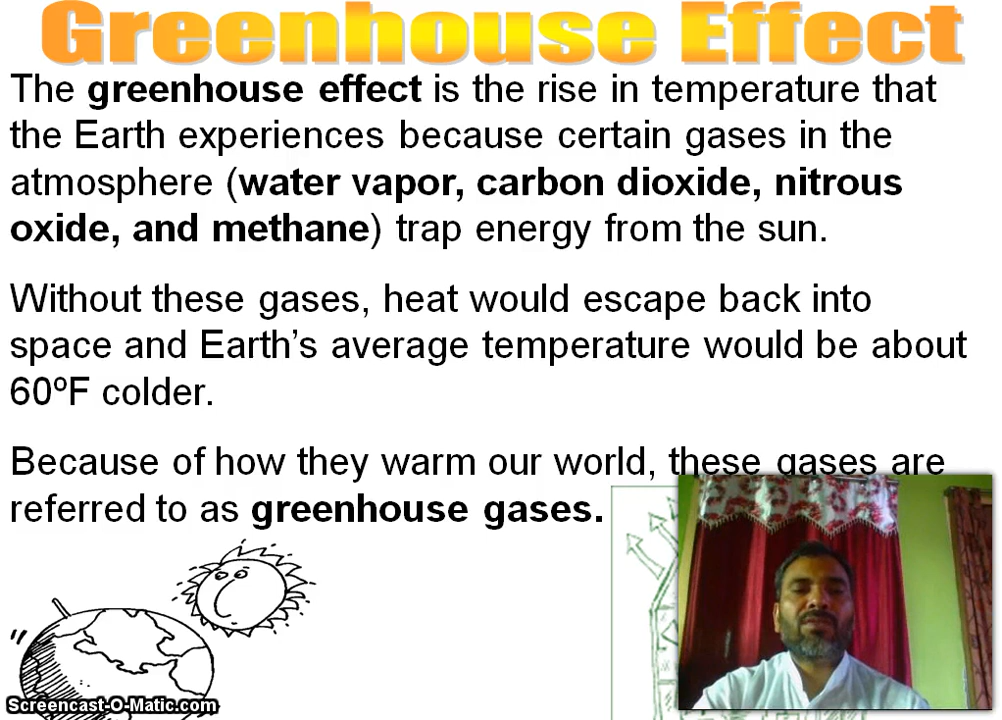 Greenhouse Effect
The greenhouse effect is the rise in temperature that
the Earth experiences because certain gases in the
atmosphere (water vapor, carbon dioxide, nitrous
oxide, and methane) trap energy from the sun.
Without these gases, heat would escape back into
space and Earth’s average temperature would be about
60ºF colder.
Because of how they warm our world, these gases are
referred to as greenhouse gases.
Screencast-O-Matic.com